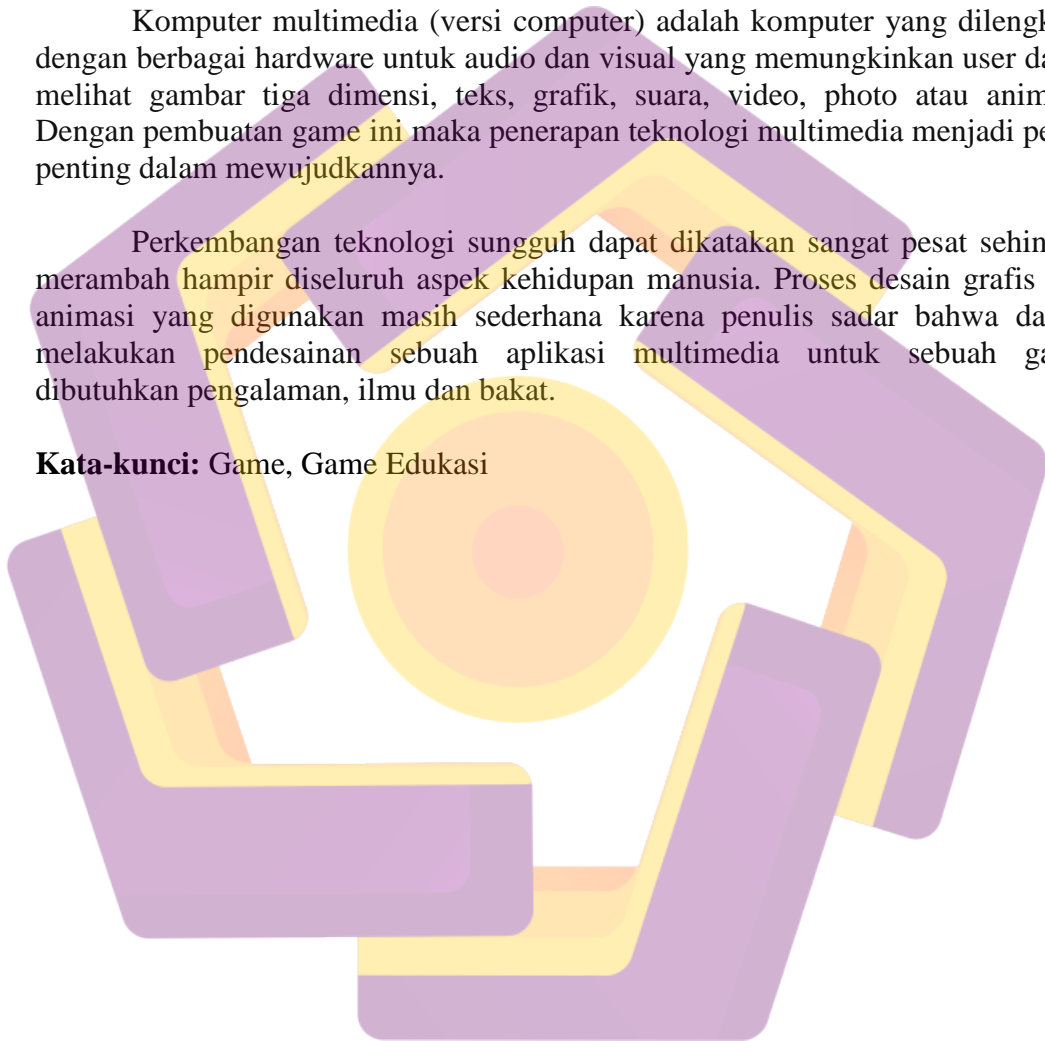 Komputer multimedia (versi computer) adalah komputer yang dilengk
dengan berbagai hardware untuk audio dan visual yang memungkinkan user da
melihat gambar tiga dimensi, teks, grafik, suara, video, photo atau anim
Dengan pembuatan game ini maka penerapan teknologi multimedia menjadi pe
penting dalam mewujudkannya.
Perkembangan teknologi sungguh dapat dikatakan sangat pesat sehin
merambah hampir diseluruh aspek kehidupan manusia. Proses desain grafis
animasi yang digunakan masih sederhana karena penulis sadar bahwa da
melakukan pendesainan sebuah aplikasi multimedia untuk sebuah ga
dibutuhkan pengalaman, ilmu dan bakat.
Kata-kunci: Game, Game Edukasi